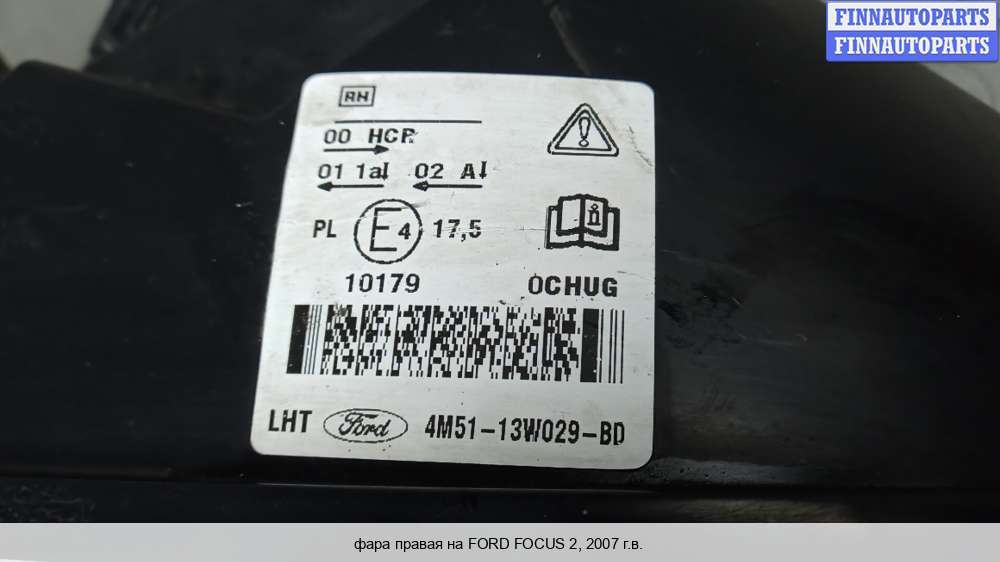 FINNAUTOPARTS
FINNAUTOPARTS
RH
00 HCR
01 1a 02 A
PL E4 17,5
10179 0CHUG
LHT Ford 4M51-13W029-BD
фара правая на FORD FOCUS 2, 2007 г.в.